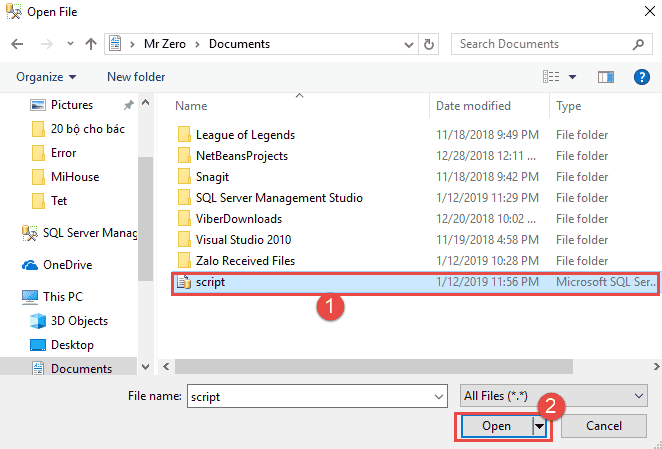 Open File
Mr Zero > Documents
Search Documents
Organize
New folder
?
Pictures
20 bộ cho bác
Error
MiHouse
Tet
SQL Server Manag
OneDrive
This PC
3D Objects
Desktop
Documents
Name Date modified Type
League of Legends 11/18/2018 9:49 PM File folder
NetBeansProjects 12/28/2018 12:11 ... File folder
Snagit 11/18/2018 9:42 PM File folder
SQL Server Management Studio 1/12/2019 11:29 PM File folder
ViberDownloads 12/20/2018 10:02 ... File folder
Visual Studio 2010 11/19/2018 4:58 PM File folder
Zalo Received Files 1/12/2019 10:28 PM File folder
script 1/12/2019 11:56 PM Microsoft SQL Ser...
1
File name: script All Files (*.*)
2
Open Cancel